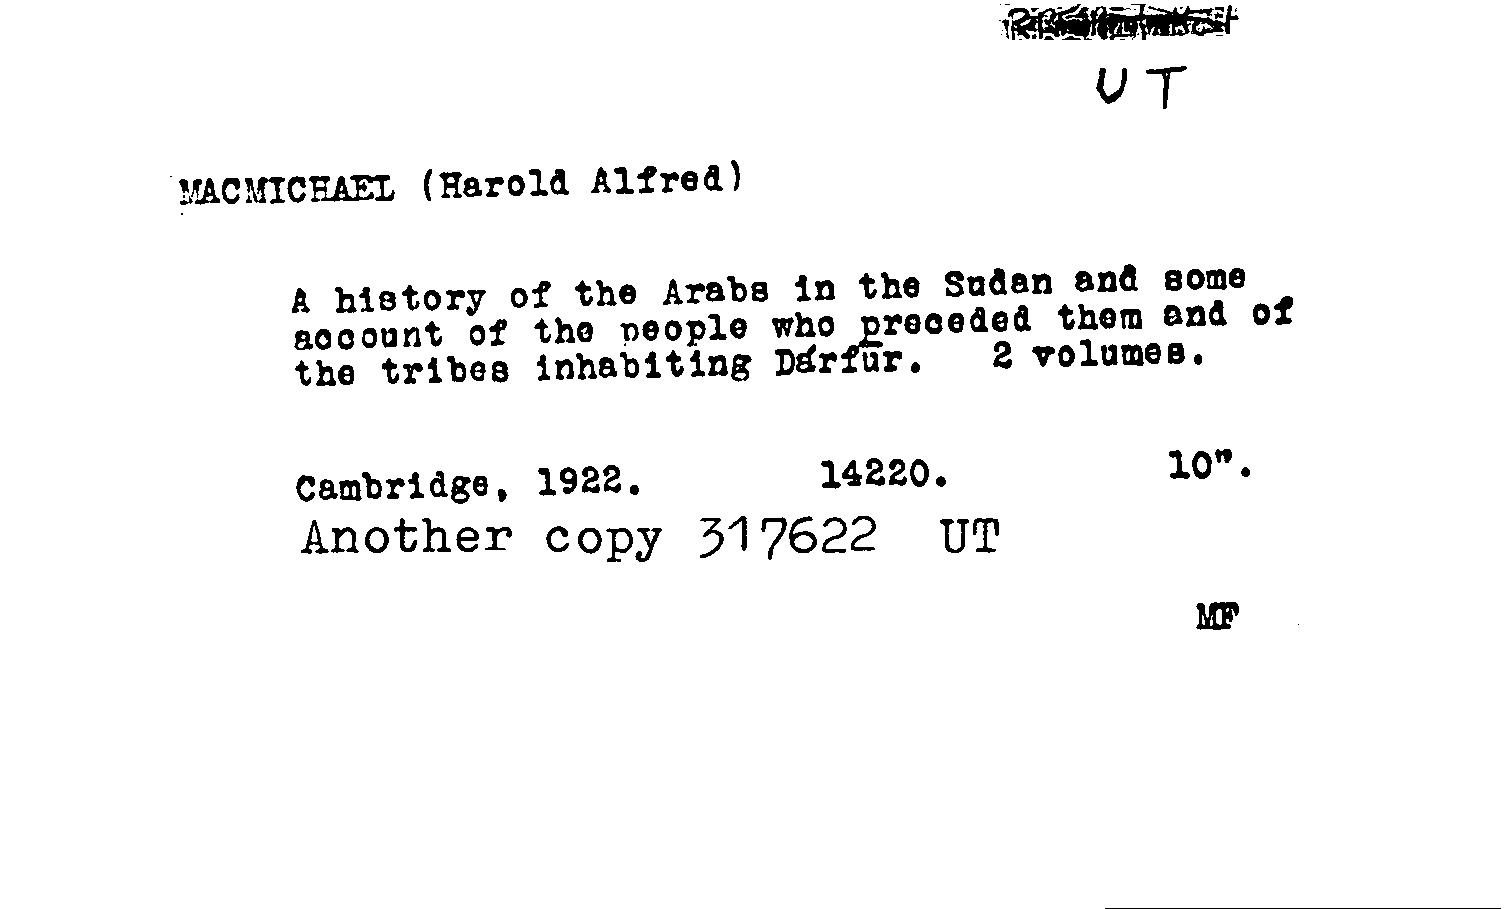 UT
MACMICHAEL (Harold Alfred)
A history of the Arabs in the Sudan and some
account of the people who preceded them and of
the tribes inhabiting Dárfūr.   2 volumes.
Cambridge, 1922.   14220.   10".
Another copy 317622   UT
MF